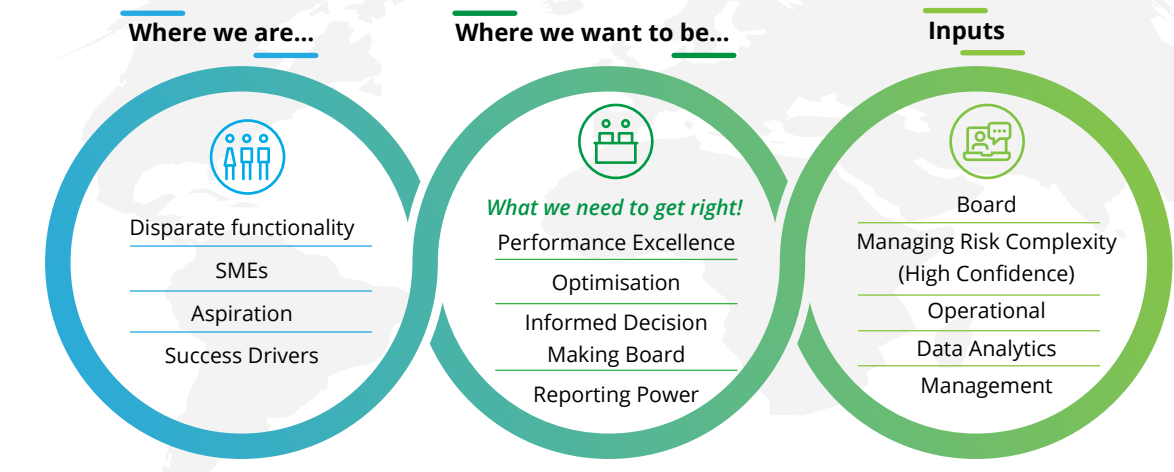 Where we are...
Disparate functionality
SMEs
Aspiration
Success Drivers
Where we want to be...
What we need to get right!
Performance Excellence
Optimisation
Informed Decision
Making Board
Reporting Power
Inputs
Board
Managing Risk Complexity
(High Confidence)
Operational
Data Analytics
Management